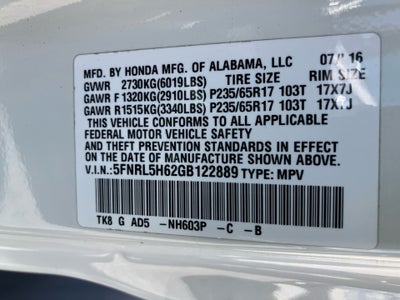 MFD. BY HONDA MFG. OF ALABAMA, LLC 07/16
GVWR 2730KG(6019LBS) TIRE SIZE RIM SIZE
GAWR F 1320KG(2910LBS) P235/65R17 103T 17X7J
GAWR R 1515KG(3340LBS) P235/65R17 103T 17X7J
THIS VEHICLE CONFORMS TO ALL APPLICABLE
FEDERAL MOTOR VEHICLE SAFETY
AND THEFT PREVENTION STANDARDS IN EFFECT
ON THE DATE OF MANUFACTURE SHOWN ABOVE.
V.I.N.:5FNRL5H62GB122889 TYPE: MPV
TK8 G AD5 -NH603P -C -B